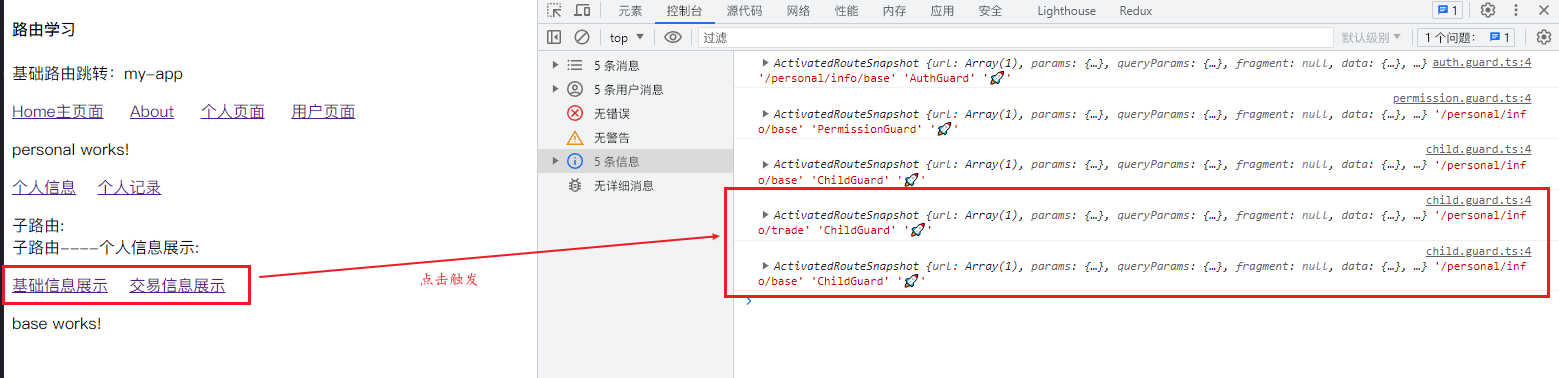 路由学习
基础路由跳转：my-app
Home主页面 About 个人页面 用户页面
personal works!
个人信息 个人记录
子路由:
子路由----个人信息展示:
基础信息展示 交易信息展示
base works!
点击触发
元素 控制台 源代码 网络 性能 内存 应用 安全 Lighthouse Redux 1
top 过滤 默认级别 1 个问题： 1
5 条消息
5 条用户消息
无错误
无警告
5 条信息
无详细消息
ActivatedRouteSnapshot {url: Array(1), params: {…}, queryParams: {…}, fragment: null, data: {…}, …} auth.guard.ts:4
'/personal/info/base' 'AuthGuard' '🚀'
permission.guard.ts:4
ActivatedRouteSnapshot {url: Array(1), params: {…}, queryParams: {…}, fragment: null, data: {…}, …} '/personal/inf
o/base' 'PermissionGuard' '🚀'
child.guard.ts:4
ActivatedRouteSnapshot {url: Array(1), params: {…}, queryParams: {…}, fragment: null, data: {…}, …} '/personal/inf
o/base' 'ChildGuard' '🚀'
child.guard.ts:4
ActivatedRouteSnapshot {url: Array(1), params: {…}, queryParams: {…}, fragment: null, data: {…}, …} '/personal/inf
o/trade' 'ChildGuard' '🚀'
child.guard.ts:4
ActivatedRouteSnapshot {url: Array(1), params: {…}, queryParams: {…}, fragment: null, data: {…}, …} '/personal/inf
o/base' 'ChildGuard' '🚀'